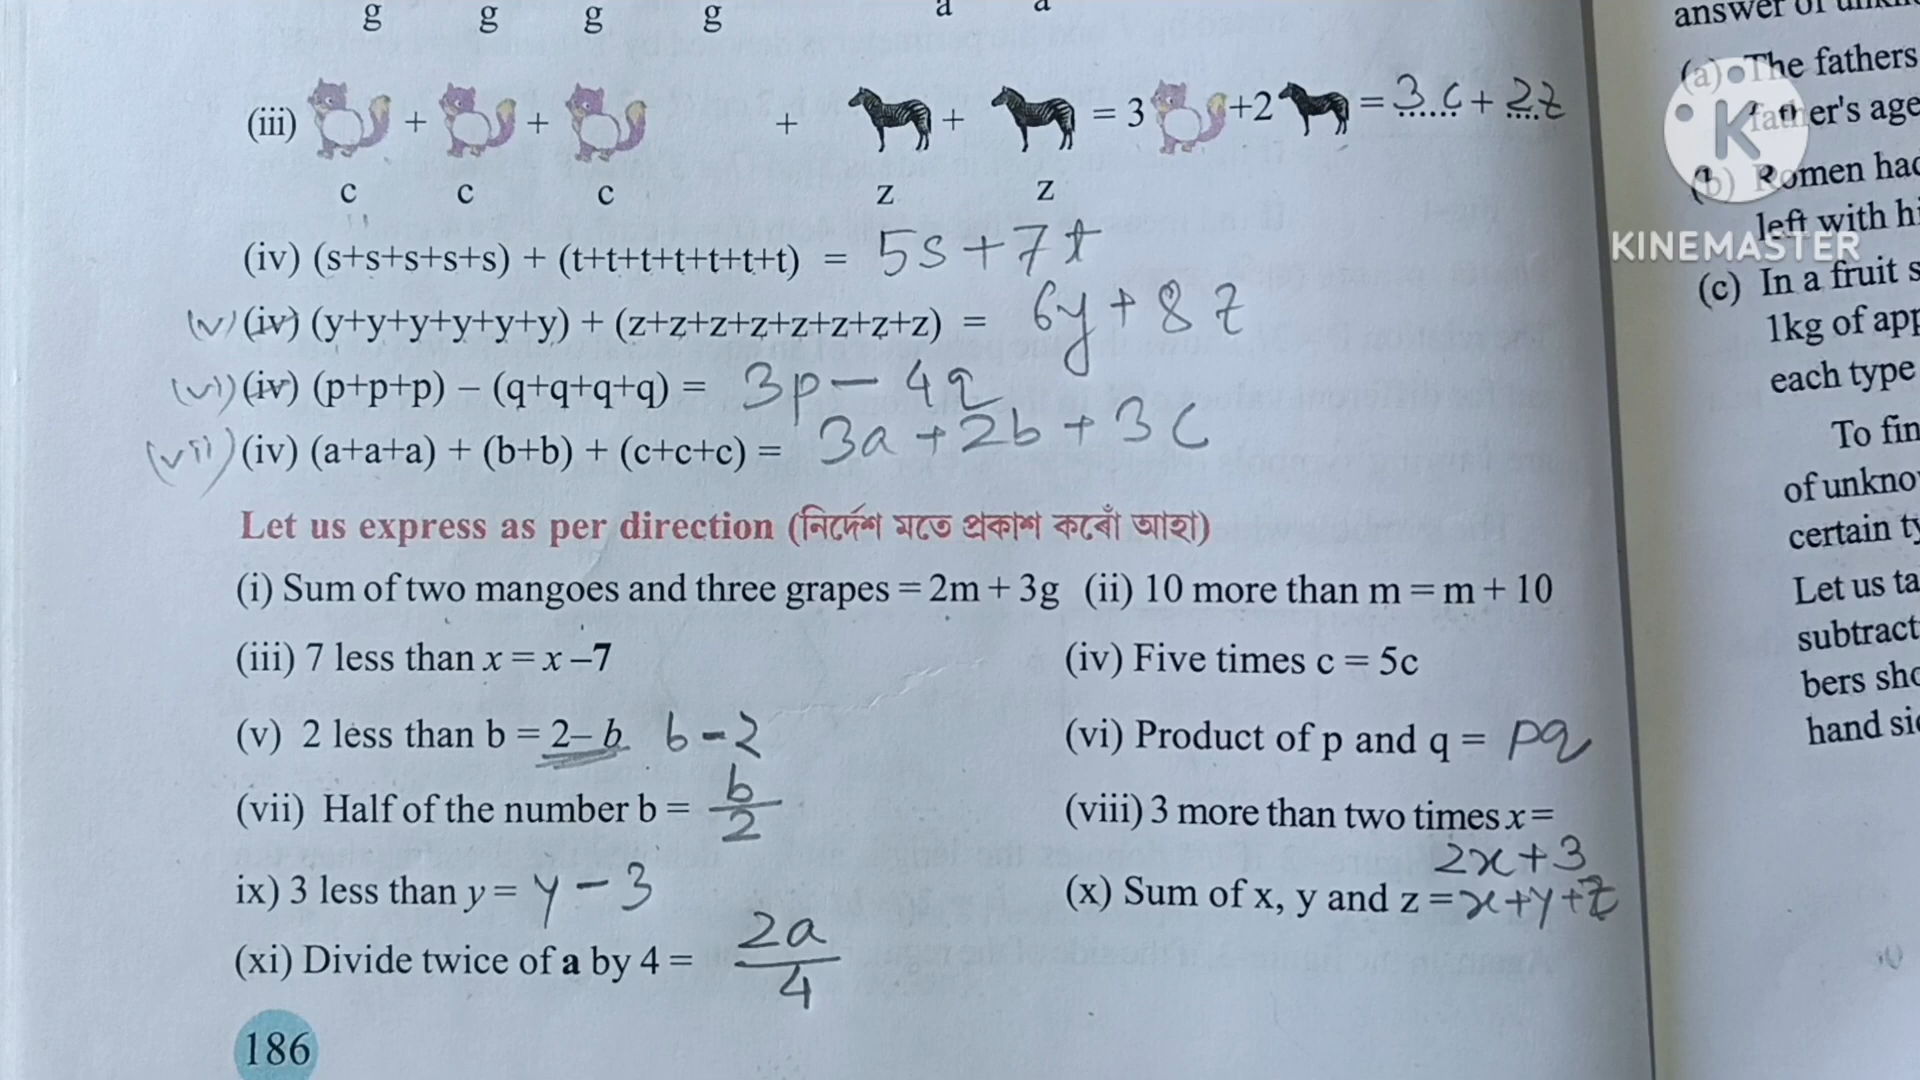 g g g g a a
(iii) + + + + = 3 +2 = 3c + 2z
c c c z z
(iv) (s+s+s+s+s) + (t+t+t+t+t+t+t) = 5s+7t
(v) (iv) (y+y+y+y+y+y) + (z+z+z+z+z+z+z+z) = 6y+8z
(vi) (iv) (p+p+p) – (q+q+q+q) = 3p – 4q
(vii) (iv) (a+a+a) + (b+b) + (c+c+c) = 3a+2b+3c
Let us express as per direction (নিৰ্দেশ মতে প্ৰকাশ কৰোঁ আহা)
(i) Sum of two mangoes and three grapes = 2m + 3g (ii) 10 more than m = m + 10
(iii) 7 less than x = x –7 (iv) Five times c = 5c
(v) 2 less than b = 2– b b-2 (vi) Product of p and q = pq
(vii) Half of the number b = b/2 (viii) 3 more than two times x =
2x+3
ix) 3 less than y = y – 3 (x) Sum of x, y and z = x+y+z
(xi) Divide twice of a by 4 = 2a/4
186
answer of
(a) The fathers
father's age
(b) Romen had
left with hi
(c) In a fruit s
1kg of app
each type
To fin
of unkno
certain ty
Let us ta
subtract
bers sho
hand sid
K
KINEMASTER